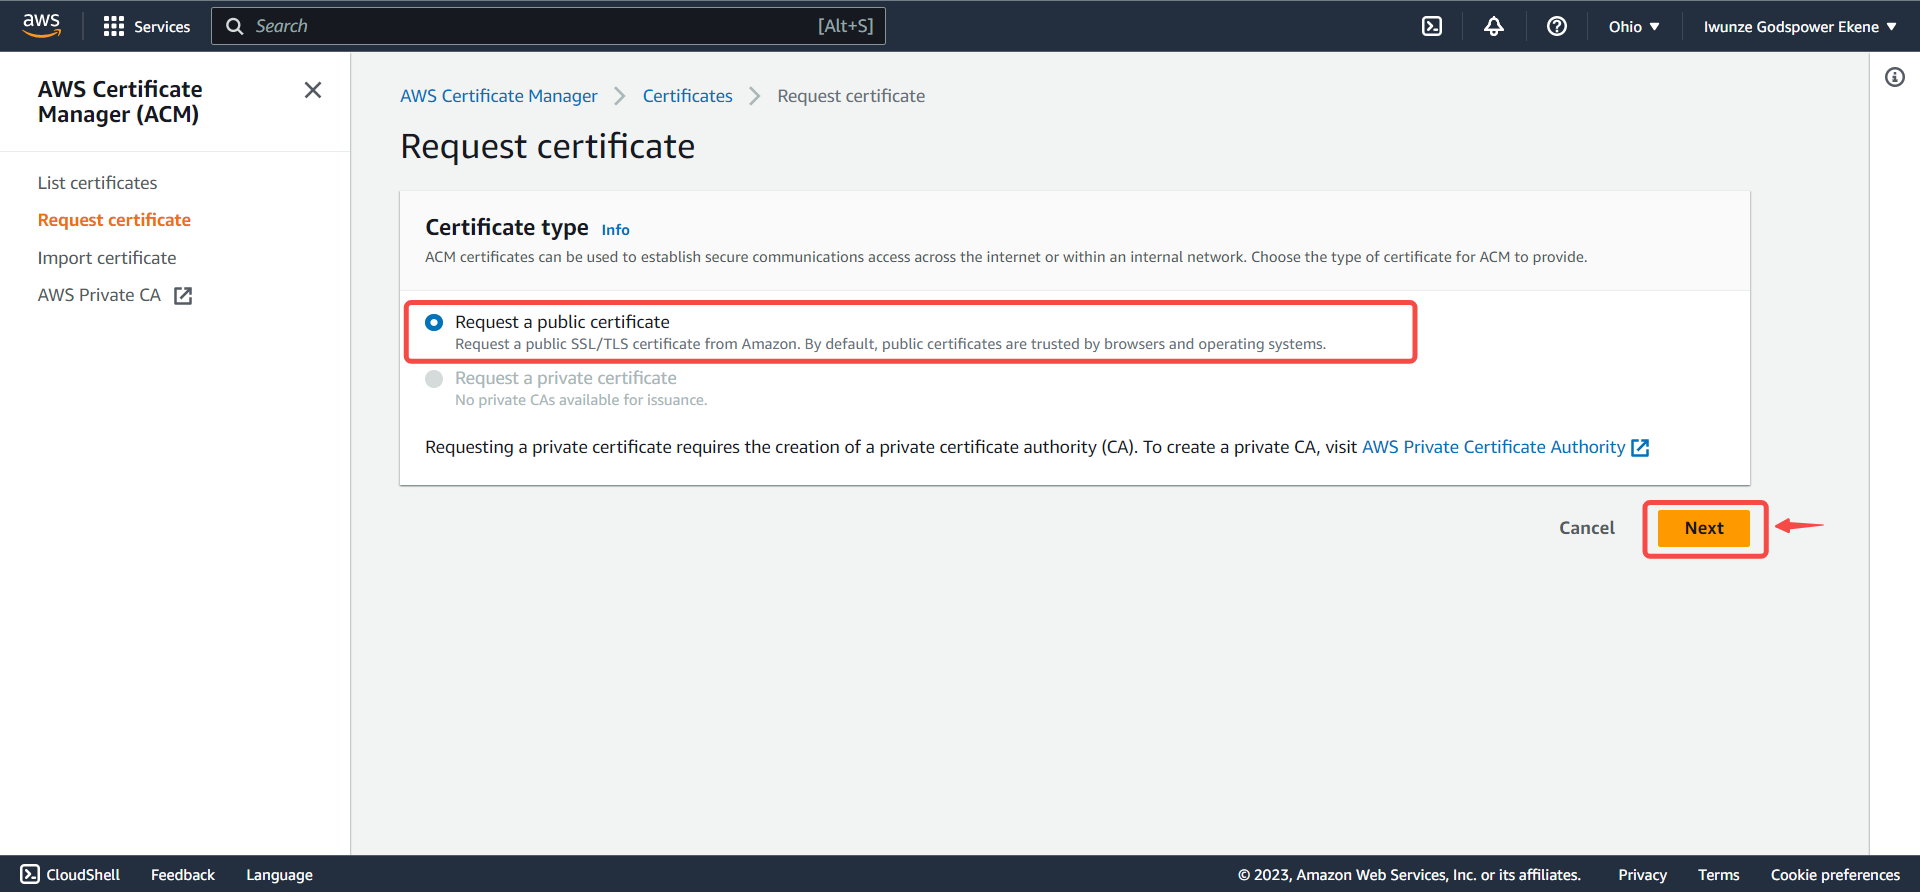 aws
Services
Search
[Alt+S]
Ohio
Iwunze Godspower Ekene
AWS Certificate
Manager (ACM)
List certificates
Request certificate
Import certificate
AWS Private CA
AWS Certificate Manager
Certificates
Request certificate
Request certificate
Certificate type
Info
ACM certificates can be used to establish secure communications access across the internet or within an internal network. Choose the type of certificate for ACM to provide.
Request a public certificate
Request a public SSL/TLS certificate from Amazon. By default, public certificates are trusted by browsers and operating systems.
Request a private certificate
No private CAs available for issuance.
Requesting a private certificate requires the creation of a private certificate authority (CA). To create a private CA, visit AWS Private Certificate Authority
Cancel
Next
CloudShell
Feedback
Language
© 2023, Amazon Web Services, Inc. or its affiliates.
Privacy
Terms
Cookie preferences